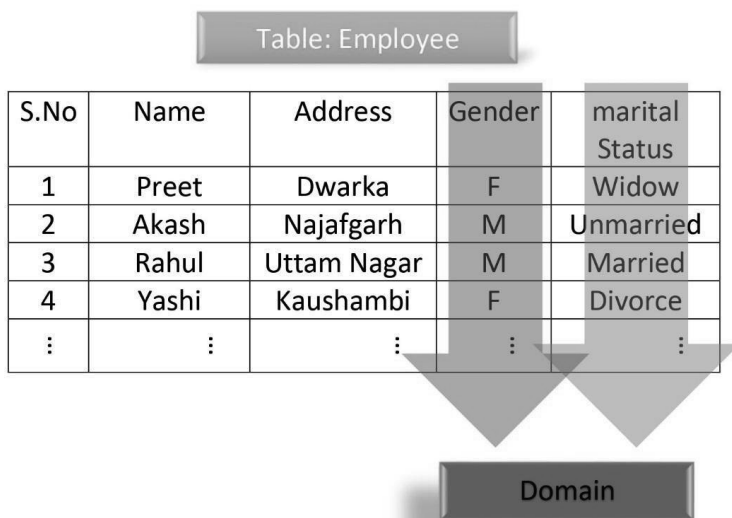 Table: Employee
S.No Name Address Gender marital
Status
1 Preet Dwarka F Widow
2 Akash Najafgarh M Unmarried
3 Rahul Uttam Nagar M Married
4 Yashi Kaushambi F Divorce
⋮ ⋮ ⋮ ⋮ ⋮
Domain